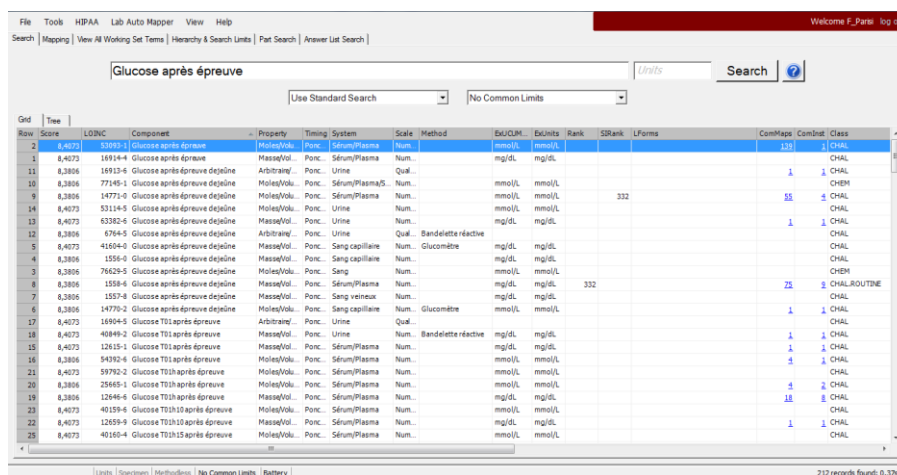 File Tools HIPAA Lab Auto Mapper View Help Welcome F_Parisi log o
Search Mapping View All Working Set Terms Hierarchy & Search Limits Part Search Answer List Search
Glucose après épreuve Units Search ?
Use Standard Search No Common Limits
Grid Tree
Row Score LOINC Component Property Timing System Scale Method ExUCUM... ExUnits Rank SIRank LForms ComMaps ComInst Class
2 8,4073 53093-1 Glucose après épreuve Moles/Volu... Ponc... Sérum/Plasma Num... mmol/L mmol/L 139 1 CHAL
1 8,4073 16914-4 Glucose après épreuve Masse/Vol... Ponc... Sérum/Plasma Num... mg/dL mg/dL CHAL
11 8,3806 16913-6 Glucose après épreuve dejeûne Arbitraire/... Ponc... Urine Qual... 1 1 CHAL
10 8,3806 77145-1 Glucose après épreuve dejeûne Moles/Volu... Ponc... Sérum/Plasma/S... Num... mmol/L mmol/L CHEM
9 8,3806 14771-0 Glucose après épreuve dejeûne Moles/Volu... Ponc... Sérum/Plasma Num... mmol/L mmol/L 332 55 4 CHAL
14 8,4073 53114-5 Glucose après épreuve dejeûne Moles/Volu... Ponc... Urine Num... mmol/L mmol/L CHAL
13 8,4073 63382-6 Glucose après épreuve dejeûne Masse/Vol... Ponc... Urine Num... mg/dL mg/dL 1 1 CHAL
12 8,3806 6764-5 Glucose après épreuve dejeûne Arbitraire/... Ponc... Urine Qual... Bandelette réactive CHAL
5 8,4073 41604-0 Glucose après épreuve dejeûne Masse/Vol... Ponc... Sang capillaire Num... Glucomètre mg/dL mg/dL CHAL
4 8,3806 1556-0 Glucose après épreuve dejeûne Masse/Vol... Ponc... Sang capillaire Num... mg/dL mg/dL CHAL
3 8,3806 76629-5 Glucose après épreuve dejeûne Moles/Volu... Ponc... Sang Num... mmol/L mmol/L CHEM
8 8,3806 1558-6 Glucose après épreuve dejeûne Masse/Vol... Ponc... Sérum/Plasma Num... mg/dL mg/dL 332 75 9 CHAL.ROUTINE
7 8,3806 1557-8 Glucose après épreuve dejeûne Masse/Vol... Ponc... Sang veineux Num... mg/dL mg/dL CHAL
6 8,3806 14770-2 Glucose après épreuve dejeûne Moles/Volu... Ponc... Sang capillaire Num... Glucomètre mmol/L mmol/L 1 1 CHAL
17 8,4073 16904-5 Glucose T01 après épreuve Arbitraire/... Ponc... Urine Qual... CHAL
18 8,4073 40849-2 Glucose T01 après épreuve Masse/Vol... Ponc... Urine Num... Bandelette réactive mg/dL mg/dL 1 1 CHAL
15 8,4073 12615-1 Glucose T01 après épreuve Masse/Vol... Ponc... Sérum/Plasma Num... mg/dL mg/dL 1 1 CHAL
16 8,4073 54392-6 Glucose T01 après épreuve Moles/Volu... Ponc... Sérum/Plasma Num... mmol/L mmol/L 4 1 CHAL
21 8,4073 59792-2 Glucose T01h après épreuve Moles/Volu... Ponc... Urine Num... mmol/L mmol/L CHAL
20 8,3806 25665-1 Glucose T01h après épreuve Moles/Volu... Ponc... Sérum/Plasma Num... mmol/L mmol/L 4 2 CHAL
19 8,3806 12646-6 Glucose T01h après épreuve Masse/Vol... Ponc... Sérum/Plasma Num... mg/dL mg/dL 18 8 CHAL
23 8,4073 40159-6 Glucose T01h10 après épreuve Moles/Volu... Ponc... Sérum/Plasma Num... mmol/L mmol/L CHAL
22 8,4073 12659-9 Glucose T01h10 après épreuve Masse/Vol... Ponc... Sérum/Plasma Num... mg/dL mg/dL 1 1 CHAL
25 8,4073 40160-4 Glucose T01h15 après épreuve Moles/Volu... Ponc... Sérum/Plasma Num... mmol/L mmol/L CHAL
Units Specimen Methodless No Common Limits Battery 212 records found: 0.37